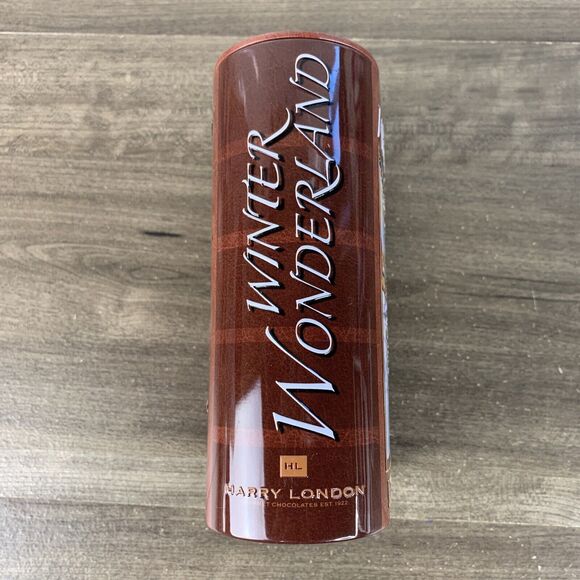 WINTER
WONDERLAND
HL
HARRY LONDON
CHOCOLATES EST. 1922